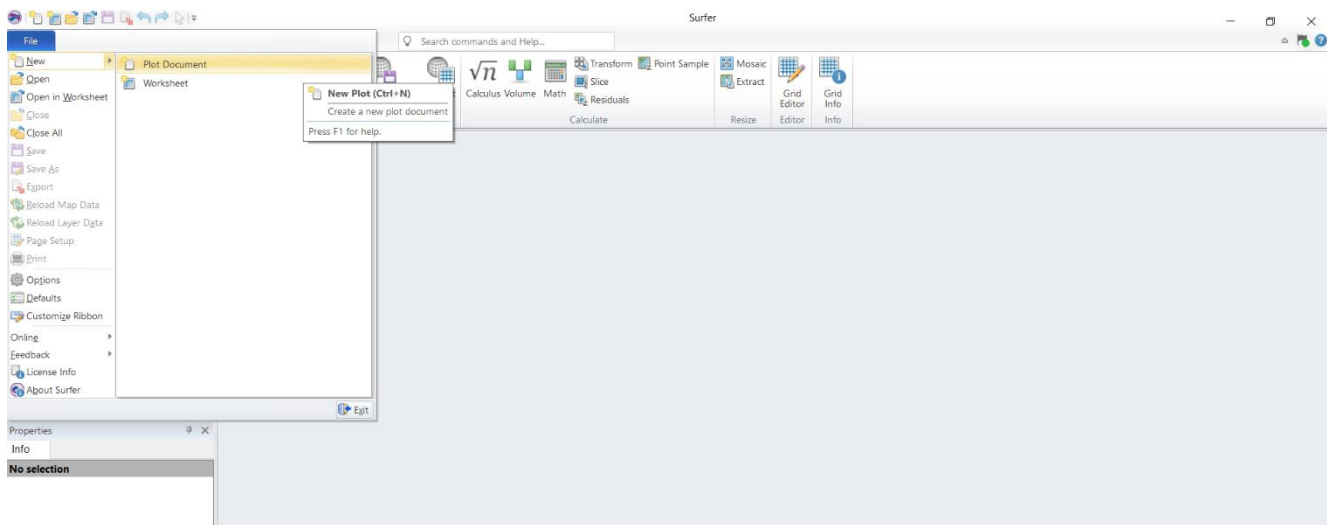 Surfer
File
Search commands and Help...
New
Plot Document
Open
Worksheet
Open in Worksheet
Close
Close All
Save
Save As
Export
Reload Map Data
Reload Layer Data
Page Setup
Print
Options
Defaults
Customize Ribbon
Online
Feedback
License Info
About Surfer
Exit
New Plot (Ctrl+N)
Create a new plot document
Press F1 for help.
Calculus Volume Math
Transform
Point Sample
Slice
Residuals
Calculate
Mosaic
Extract
Resize
Grid
Editor
Editor
Grid
Info
Info
Properties
Info
No selection